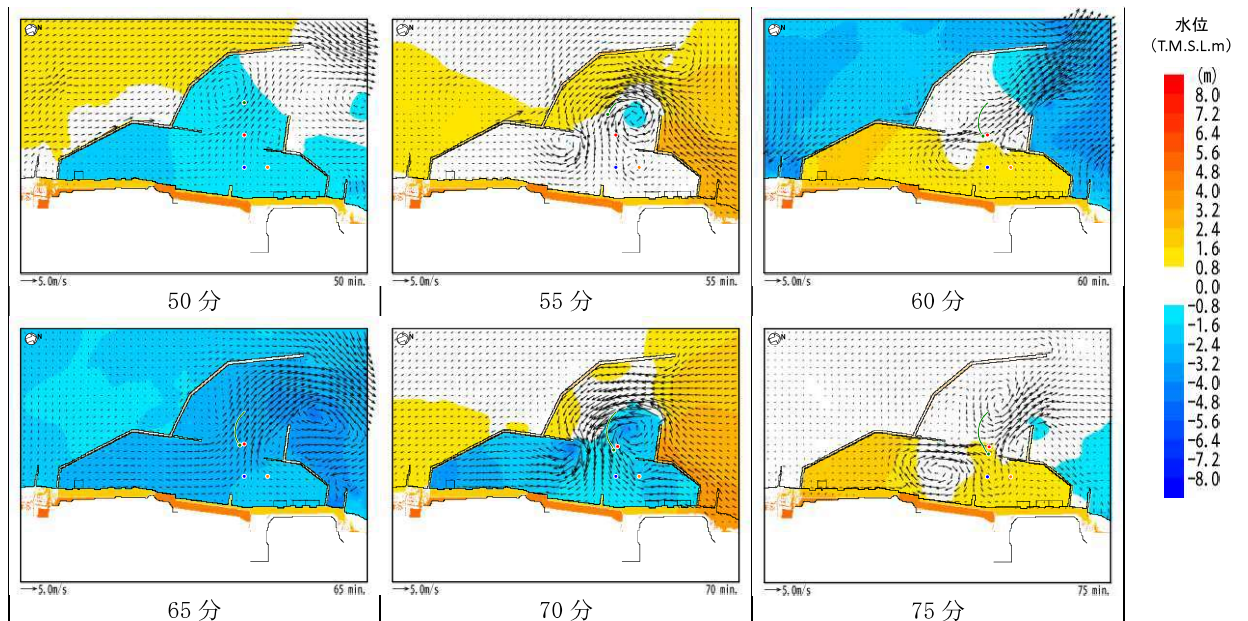 N
N
N
5.0m/s
50 min.
5.0m/s
55 min.
5.0m/s
60 min.
50 分
55 分
60 分
N
N
N
5.0m/s
65 min.
5.0m/s
70 min.
5.0m/s
75 min.
65 分
70 分
75 分
水位
(T.M.S.L.m)
(m)
8.0
7.2
6.4
5.6
4.8
4.0
3.2
2.4
1.6
0.8
0.0
-0.8
-1.6
-2.4
-3.2
-4.0
-4.8
-5.6
-6.4
-7.2
-8.0